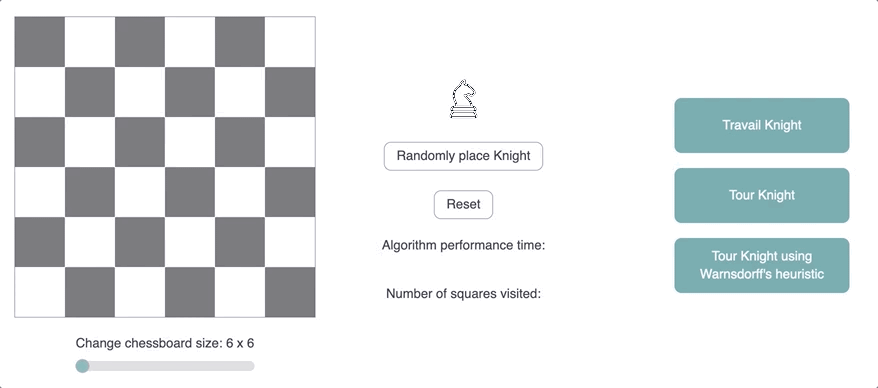 Randomly place Knight
Reset
Algorithm performance time:
Number of squares visited:
Travail Knight
Tour Knight
Tour Knight using
Warnsdorff's heuristic
Change chessboard size: 6 x 6